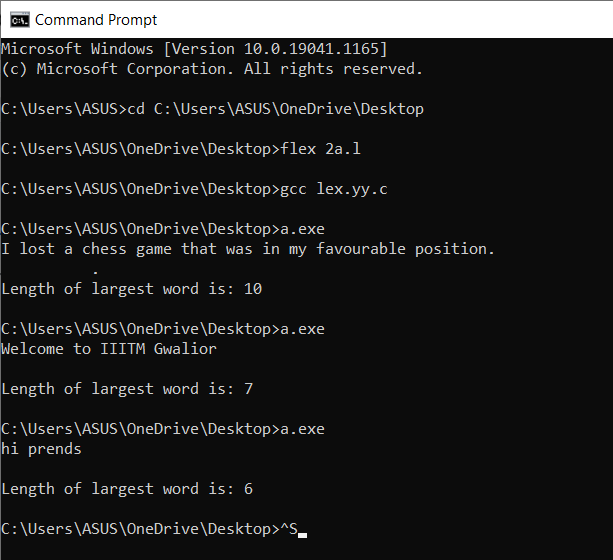 Command Prompt
Microsoft Windows [Version 10.0.19041.1165]
(c) Microsoft Corporation. All rights reserved.
C:\Users\ASUS>cd C:\Users\ASUS\OneDrive\Desktop
C:\Users\ASUS\OneDrive\Desktop>flex 2a.l
C:\Users\ASUS\OneDrive\Desktop>gcc lex.yy.c
C:\Users\ASUS\OneDrive\Desktop>a.exe
I lost a chess game that was in my favourable position.
.
Length of largest word is: 10
C:\Users\ASUS\OneDrive\Desktop>a.exe
Welcome to IIITM Gwalior
Length of largest word is: 7
C:\Users\ASUS\OneDrive\Desktop>a.exe
hi prends
Length of largest word is: 6
C:\Users\ASUS\OneDrive\Desktop>^S